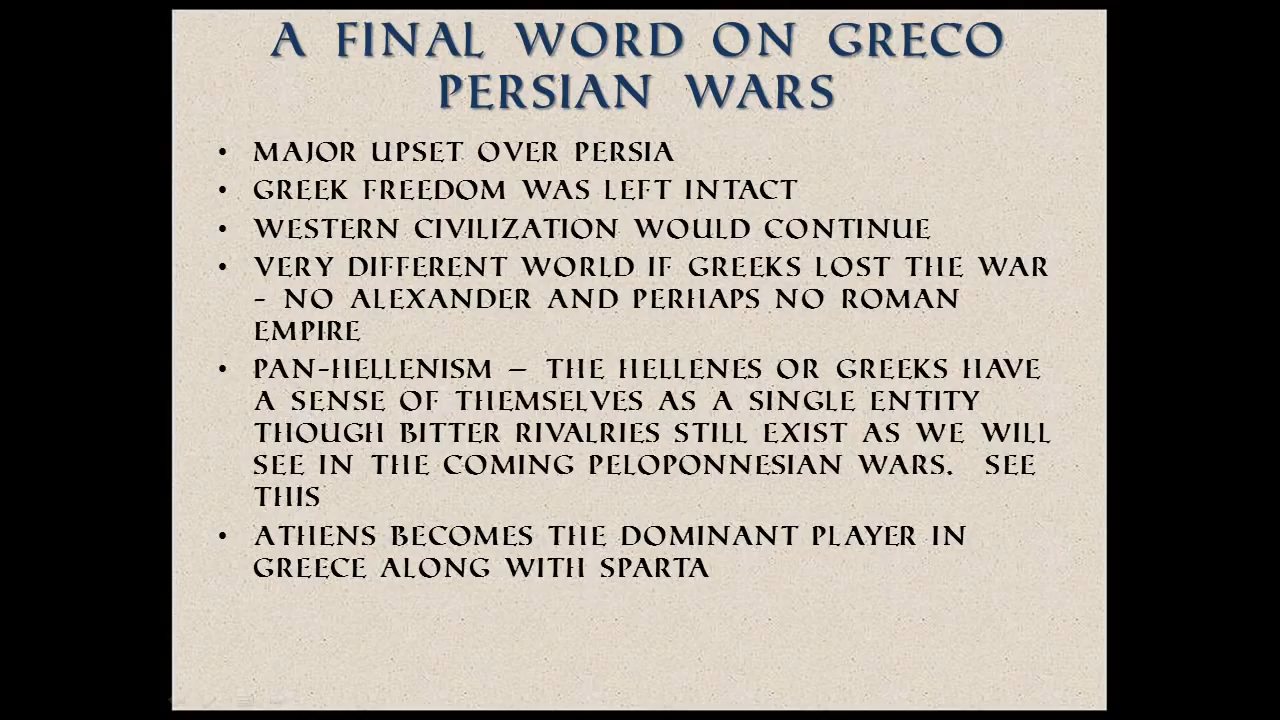 A FINAL WORD ON GRECO
PERSIAN WARS
• MAJOR UPSET OVER PERSIA
• GREEK FREEDOM WAS LEFT INTACT
• WESTERN CIVILIZATION WOULD CONTINUE
• VERY DIFFERENT WORLD IF GREEKS LOST THE WAR
- NO ALEXANDER AND PERHAPS NO ROMAN
EMPIRE
• PAN-HELLENISM – THE HELLENES OR GREEKS HAVE
A SENSE OF THEMSELVES AS A SINGLE ENTITY
THOUGH BITTER RIVALRIES STILL EXIST AS WE WILL
SEE IN THE COMING PELOPONNESIAN WARS. SEE
THIS
• ATHENS BECOMES THE DOMINANT PLAYER IN
GREECE ALONG WITH SPARTA